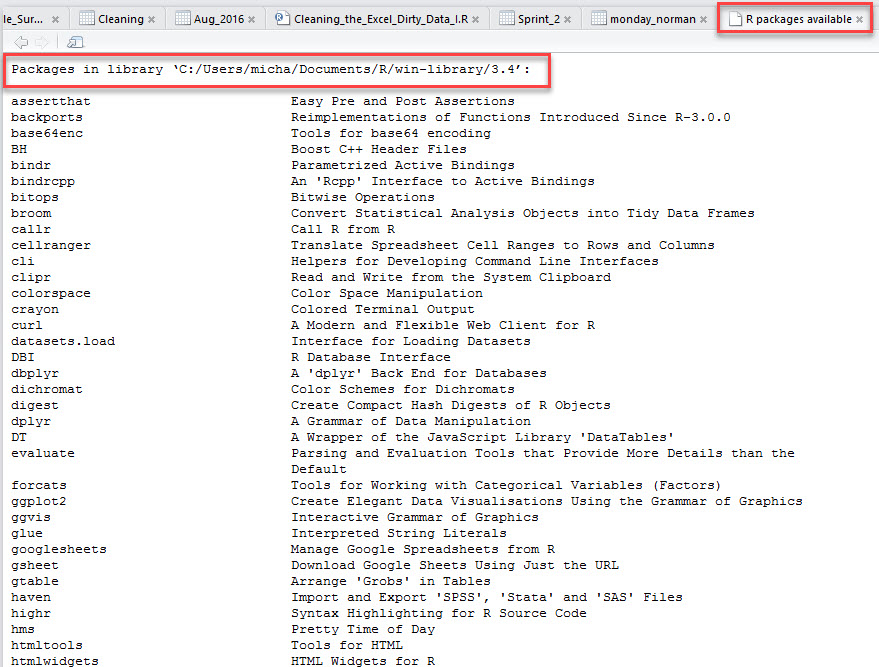 le_Sur... × Cleaning × Aug_2016 × Cleaning_the_Excel_Dirty_Data_I.R × Sprint_2 × monday_norman × R packages available ×
Packages in library ‘C:/Users/micha/Documents/R/win-library/3.4’:
assertthat Easy Pre and Post Assertions
backports Reimplementations of Functions Introduced Since R-3.0.0
base64enc Tools for base64 encoding
BH Boost C++ Header Files
bindr Parametrized Active Bindings
bindrcpp An 'Rcpp' Interface to Active Bindings
bitops Bitwise Operations
broom Convert Statistical Analysis Objects into Tidy Data Frames
callr Call R from R
cellranger Translate Spreadsheet Cell Ranges to Rows and Columns
cli Helpers for Developing Command Line Interfaces
clipr Read and Write from the System Clipboard
colorspace Color Space Manipulation
crayon Colored Terminal Output
curl A Modern and Flexible Web Client for R
datasets.load Interface for Loading Datasets
DBI R Database Interface
dbplyr A 'dplyr' Back End for Databases
dichromat Color Schemes for Dichromats
digest Create Compact Hash Digests of R Objects
dplyr A Grammar of Data Manipulation
DT A Wrapper of the JavaScript Library 'DataTables'
evaluate Parsing and Evaluation Tools that Provide More Details than the
Default
forcats Tools for Working with Categorical Variables (Factors)
ggplot2 Create Elegant Data Visualisations Using the Grammar of Graphics
ggvis Interactive Grammar of Graphics
glue Interpreted String Literals
googlesheets Manage Google Spreadsheets from R
gsheet Download Google Sheets Using Just the URL
gtable Arrange 'Grobs' in Tables
haven Import and Export 'SPSS', 'Stata' and 'SAS' Files
highr Syntax Highlighting for R Source Code
hms Pretty Time of Day
htmltools Tools for HTML
htmlwidgets HTML Widgets for R